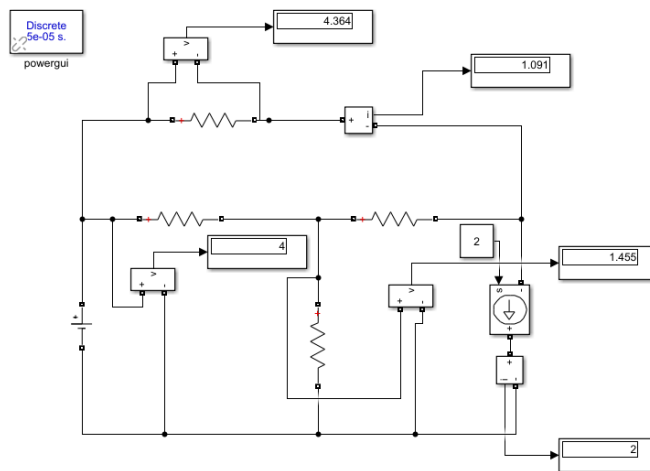 Discrete
5e-05 s.
powergui
v
+ -
4.364
i
+
-
1.091
+
+
+
v
+ -
4
2
v
+ -
1.455
s
-
+
+
+
+
i
-
2